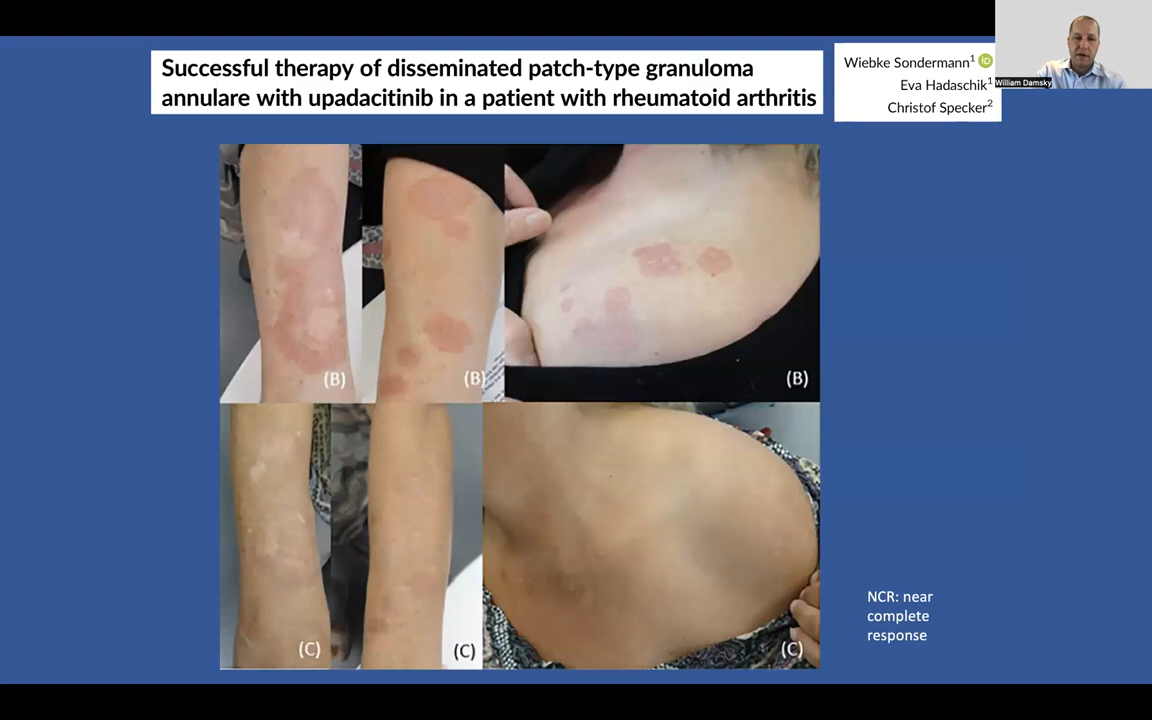 Successful therapy of disseminated patch-type granuloma
annulare with upadacitinib in a patient with rheumatoid arthritis
Wiebke Sondermann1 iD
Eva Hadaschik1
Christof Specker2
William Damsky
(B)
(B)
(B)
(C)
(C)
(C)
NCR: near
complete
response